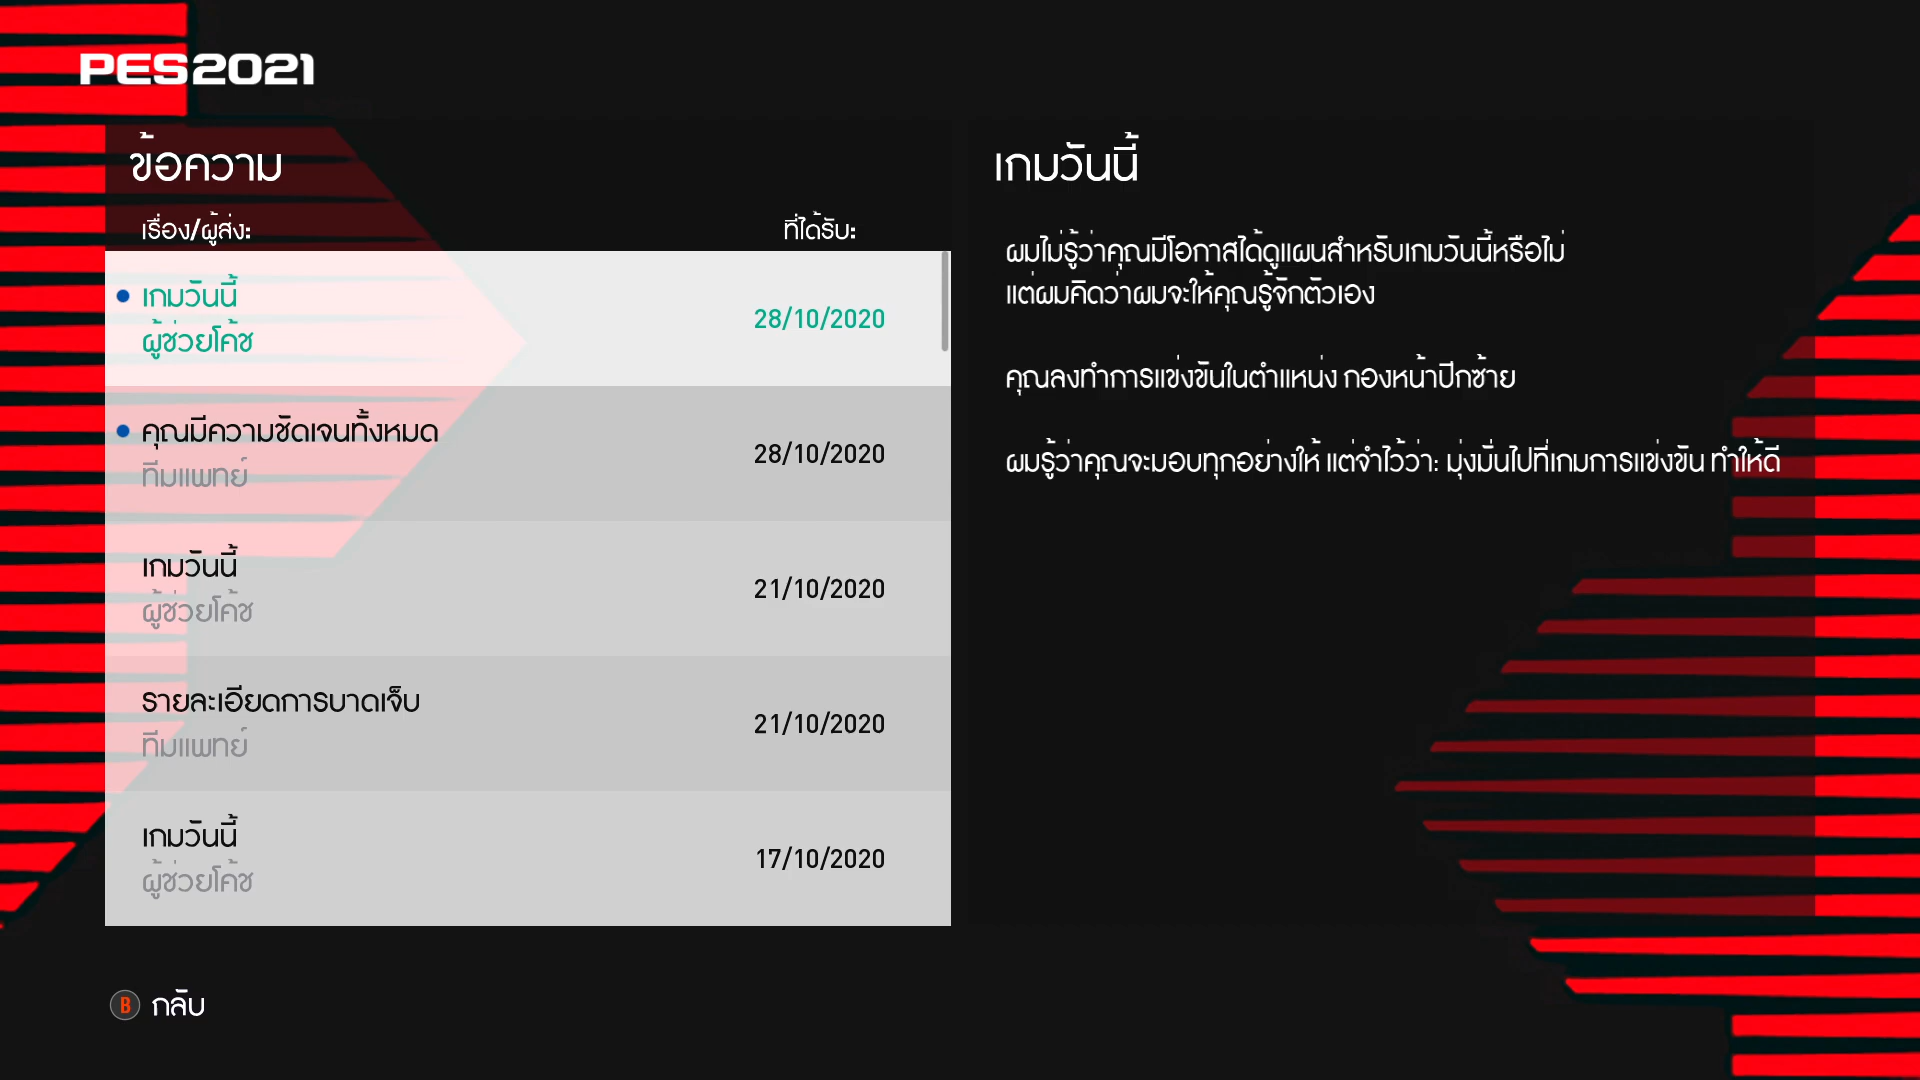 PES2021
ข้อความ
เรื่อง/ผู้ส่ง:
ที่ได้รับ:
เกมวันนี้
ผู้ช่วยโค้ช
28/10/2020
คุณมีความชัดเจนทั้งหมด
ทีมแพทย์
28/10/2020
เกมวันนี้
ผู้ช่วยโค้ช
21/10/2020
รายละเอียดการบาดเจ็บ
ทีมแพทย์
21/10/2020
เกมวันนี้
ผู้ช่วยโค้ช
17/10/2020
เกมวันนี้
ผมไม่รู้ว่าคุณมีโอกาสได้ดูแผนสำหรับเกมวันนี้หรือไม่
แต่ผมคิดว่าผมจะให้คุณรู้จักตัวเอง
คุณลงทำการแข่งขันในตำแหน่ง กองหน้าปีกซ้าย
ผมรู้ว่าคุณจะมอบทุกอย่างให้ แต่จำไว้ว่า: มุ่งมั่นไปที่เกมการแข่งขัน ทำให้ดี
B กลับ